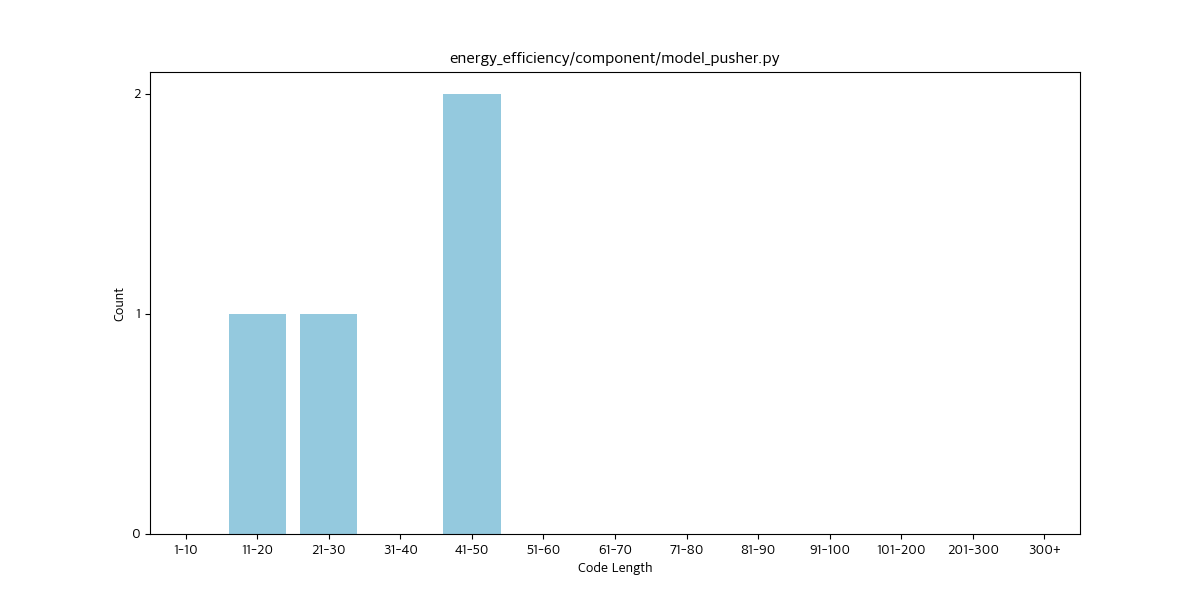 energy_efficiency/component/model_pusher.py
2
1
0
Count
1-10 11-20 21-30 31-40 41-50 51-60 61-70 71-80 81-90 91-100 101-200 201-300 300+
Code Length